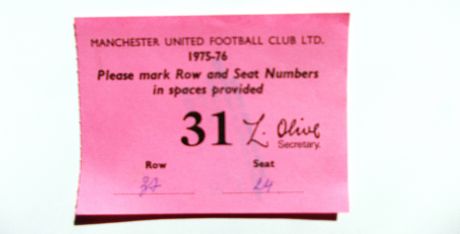 MANCHESTER UNITED FOOTBALL CLUB LTD.
1975-76
Please mark Row and Seat Numbers
in spaces provided
31 L. Olive
Secretary.
Row Seat
24